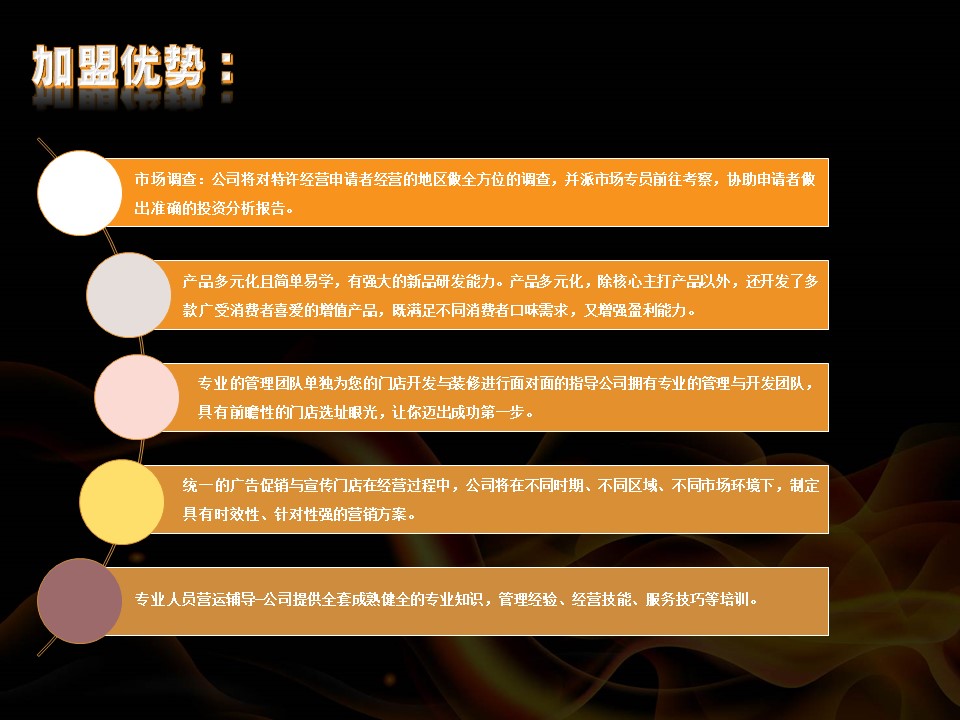 加盟优势：
市场调查：公司将对特许经营申请者经营的地区做全方位的调查，并派市场专员前往考察，协助申请者做
出准确的投资分析报告。
产品多元化且简单易学，有强大的新品研发能力。产品多元化，除核心主打产品以外，还开发了多
款广受消费者喜爱的增值产品，既满足不同消费者口味需求，又增强盈利能力。
专业的管理团队单独为您的门店开发与装修进行面对面的指导公司拥有专业的管理与开发团队，
具有前瞻性的门店选址眼光，让你迈出成功第一步。
统一的广告促销与宣传门店在经营过程中，公司将在不同时期、不同区域、不同市场环境下，制定
具有时效性、针对性强的营销方案。
专业人员营运辅导-公司提供全套成熟健全的专业知识，管理经验、经营技能、服务技巧等培训。